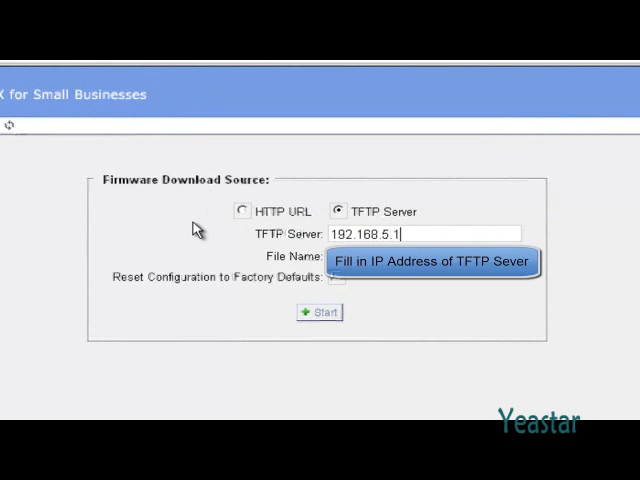 X for Small Businesses
Firmware Download Source:
HTTP URL TFTP Server
TFTP Server: 192.168.5.1
File Name:
Fill in IP Address of TFTP Sever
Reset Configuration to Factory Defaults:
Start
Yeastar